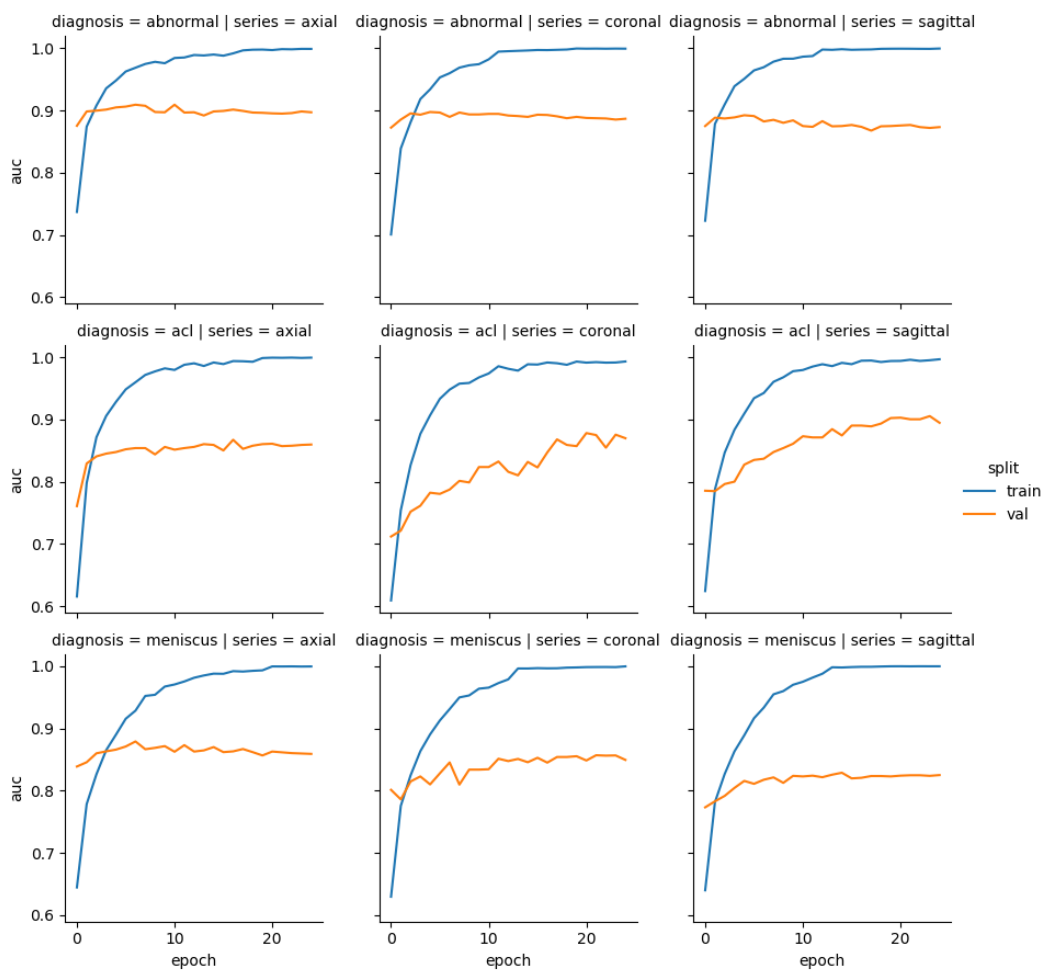 diagnosis = abnormal | series = axial
diagnosis = abnormal | series = coronal
diagnosis = abnormal | series = sagittal
1.0
0.9
0.8
0.7
0.6
auc
diagnosis = acl | series = axial
diagnosis = acl | series = coronal
diagnosis = acl | series = sagittal
1.0
0.9
0.8
0.7
0.6
auc
split
train
val
diagnosis = meniscus | series = axial
diagnosis = meniscus | series = coronal
diagnosis = meniscus | series = sagittal
1.0
0.9
0.8
0.7
0.6
auc
0 10 20
0 10 20
0 10 20
epoch
epoch
epoch